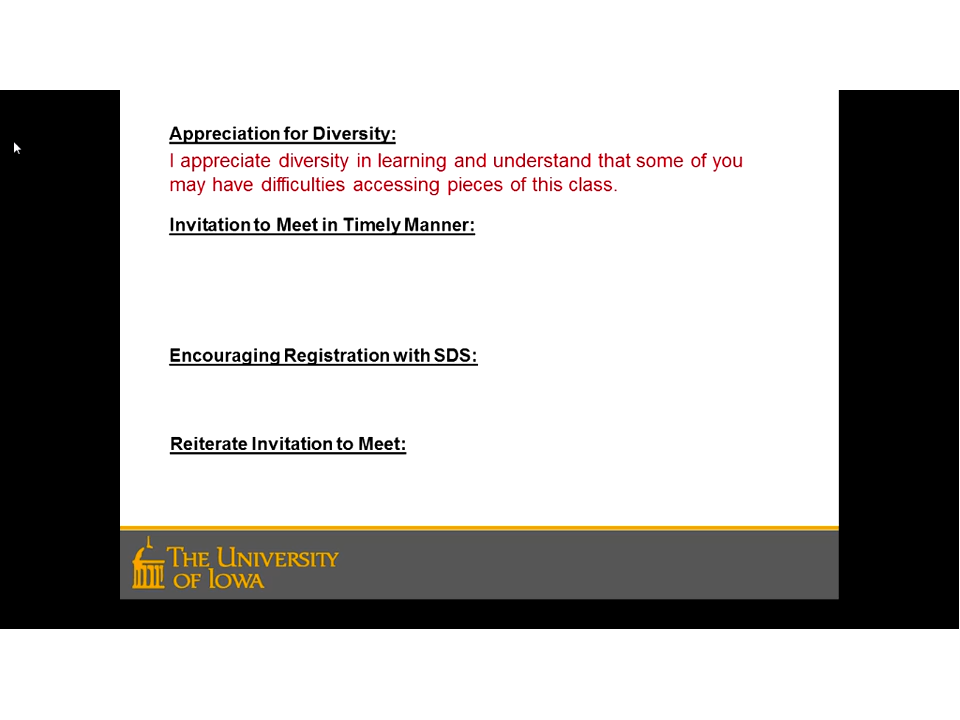 Appreciation for Diversity:
I appreciate diversity in learning and understand that some of you
may have difficulties accessing pieces of this class.
Invitation to Meet in Timely Manner:
Encouraging Registration with SDS:
Reiterate Invitation to Meet:
THE UNIVERSITY
OF IOWA